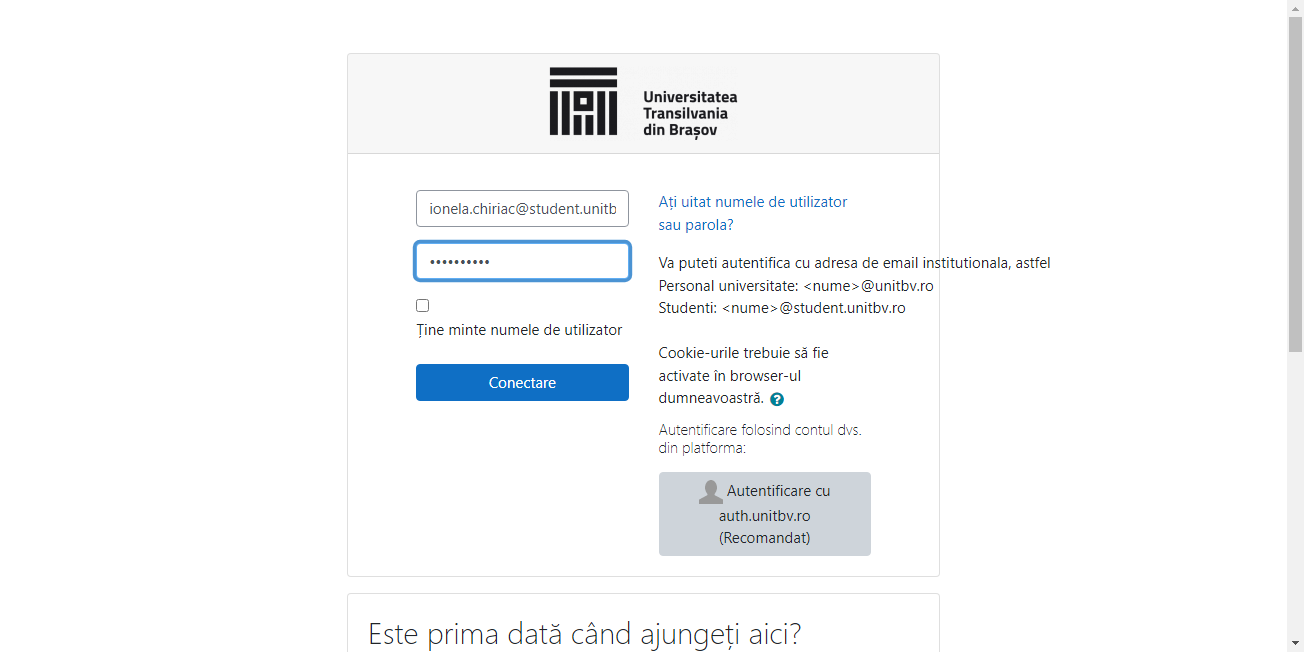 Universitatea
Transilvania
din Brașov
ionela.chiriac@student.unitb
••••••••••
Ține minte numele de utilizator
Conectare
Ați uitat numele de utilizator
sau parola?
Va puteti autentifica cu adresa de email institutionala, astfel
Personal universitate: <nume>@unitbv.ro
Studenti: <nume>@student.unitbv.ro
Cookie-urile trebuie să fie
activate în browser-ul
dumneavoastră. ?
Autentificare folosind contul dvs.
din platforma:
Autentificare cu
auth.unitbv.ro
(Recomandat)
Este prima dată când ajungeți aici?